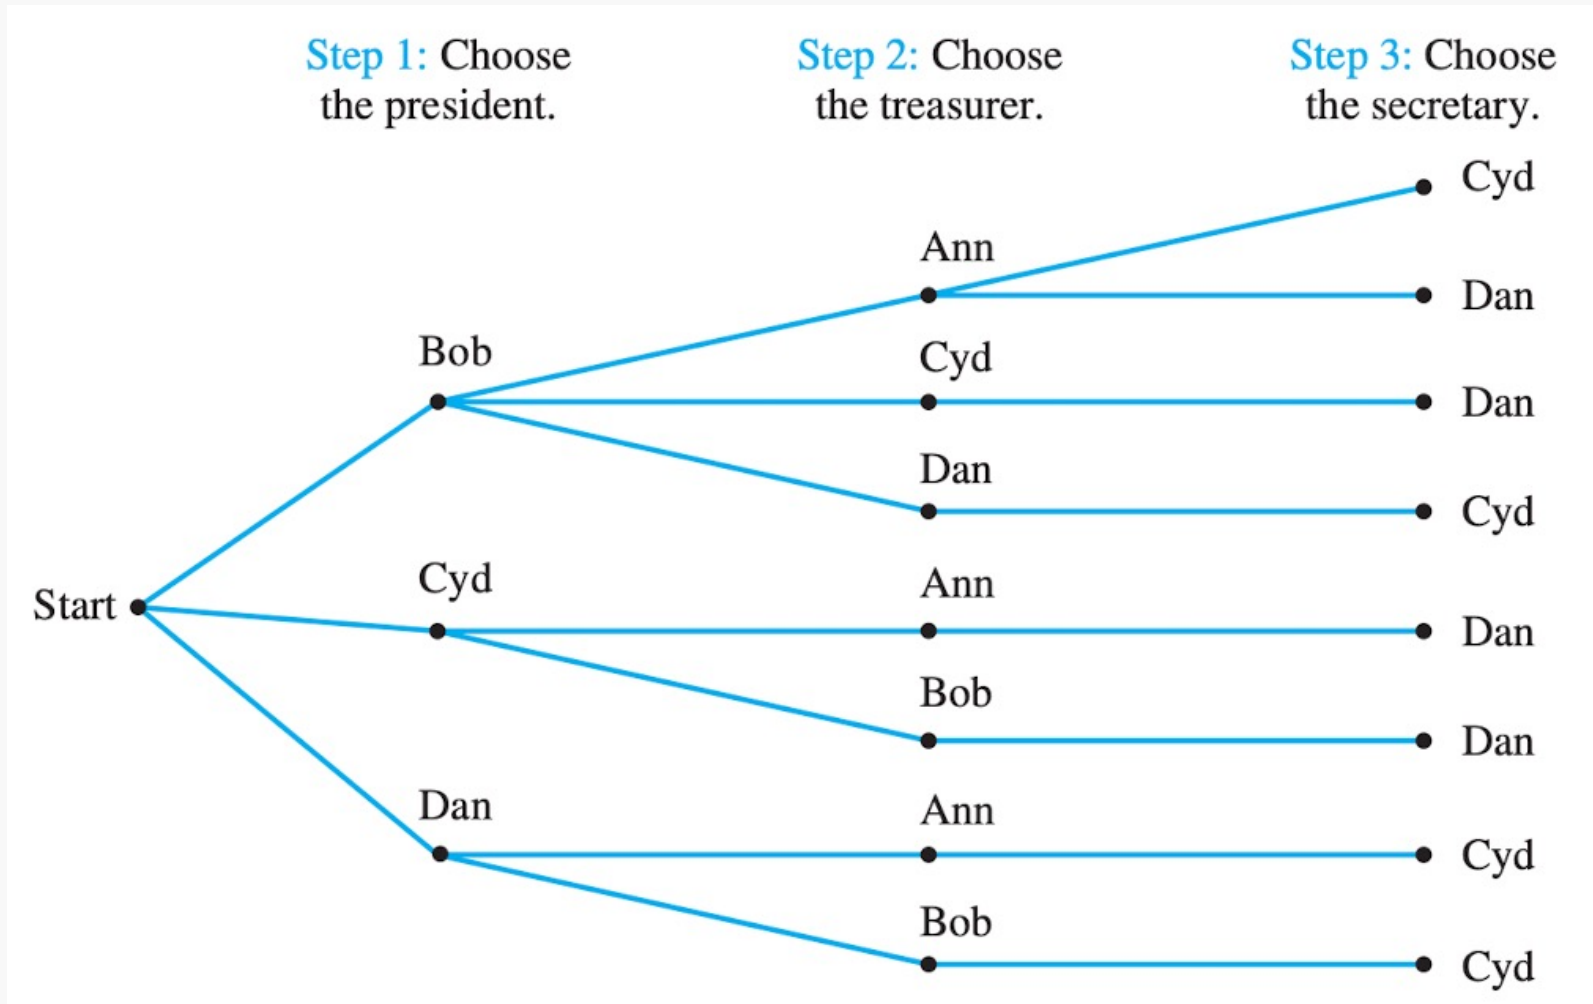 Step 1: Choose
the president.
Step 2: Choose
the treasurer.
Step 3: Choose
the secretary.
Cyd
Ann
Dan
Bob
Cyd
Dan
Dan
Cyd
Start
Cyd
Ann
Dan
Bob
Dan
Dan
Ann
Cyd
Bob
Cyd